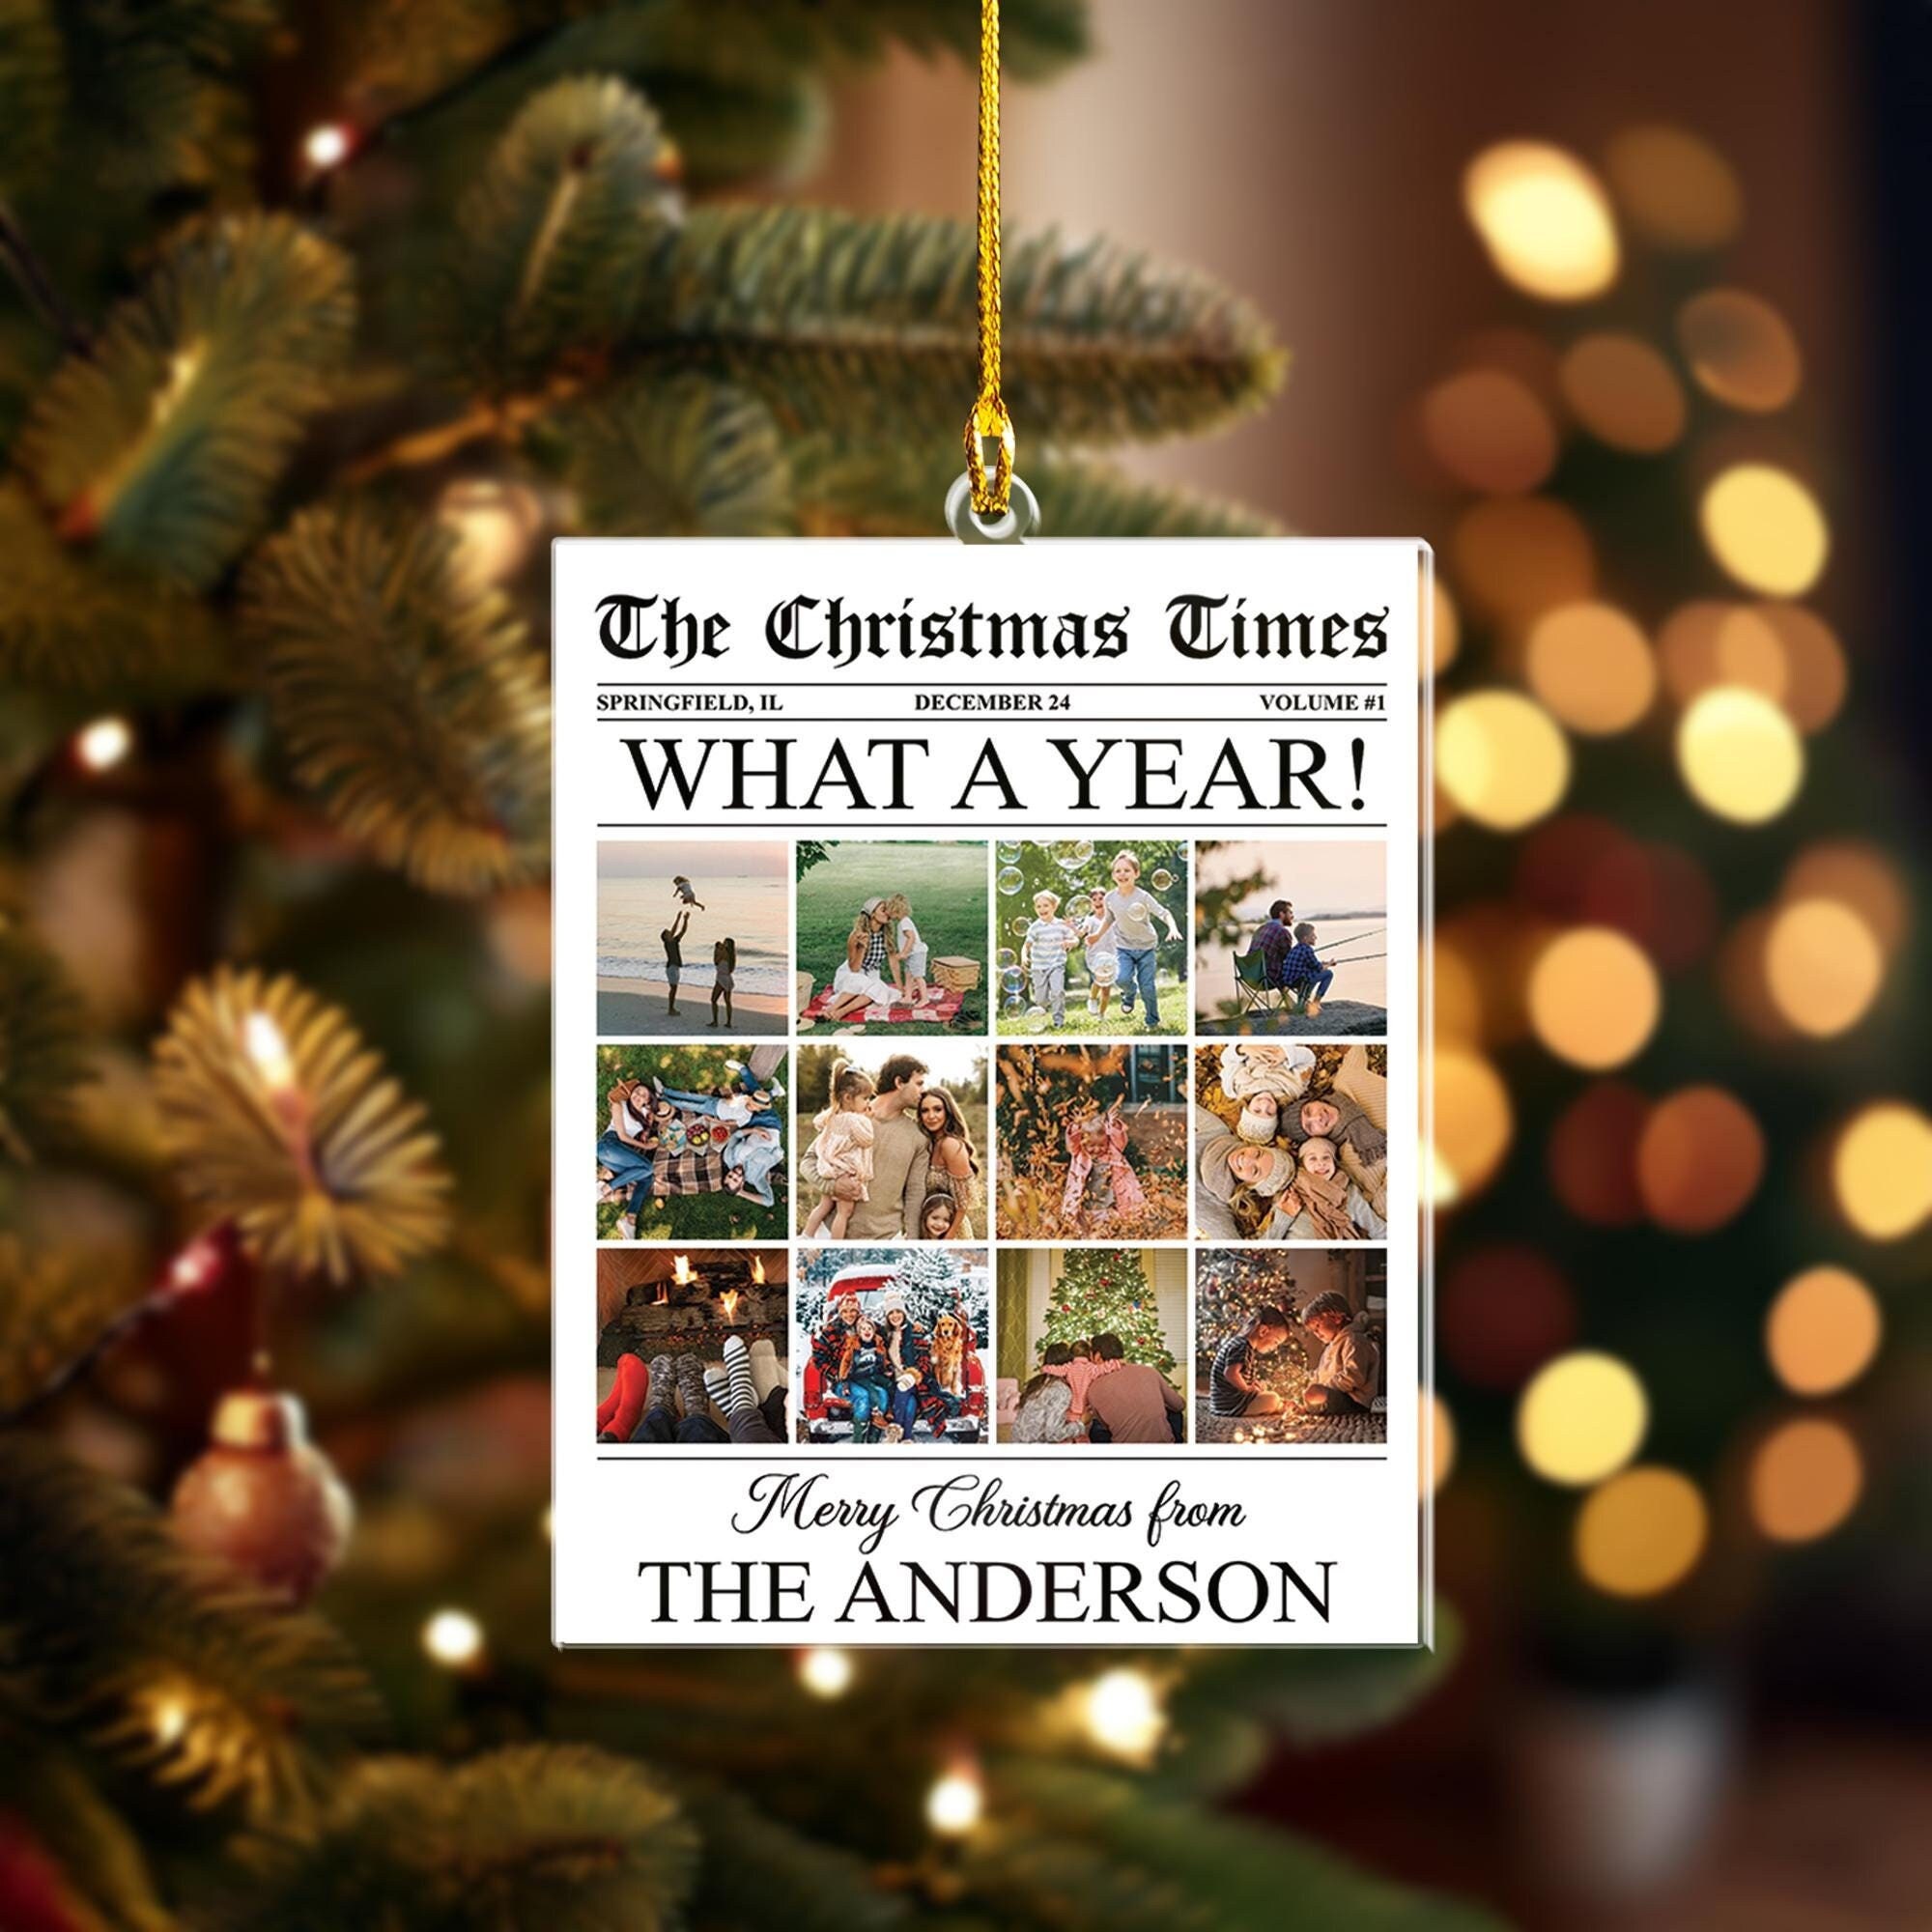 The Christmas Times
SPRINGFIELD, IL DECEMBER 24 VOLUME #1
WHAT A YEAR!
Merry Christmas from
THE ANDERSON